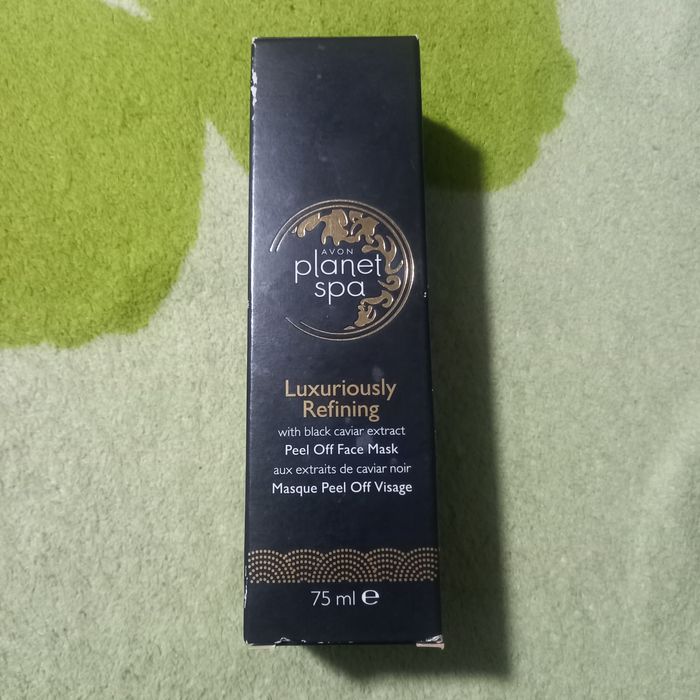 AVON
planet
spa
Luxuriously
Refining
with black caviar extract
Peel Off Face Mask
aux extraits de caviar noir
Masque Peel Off Visage
75 ml ℮